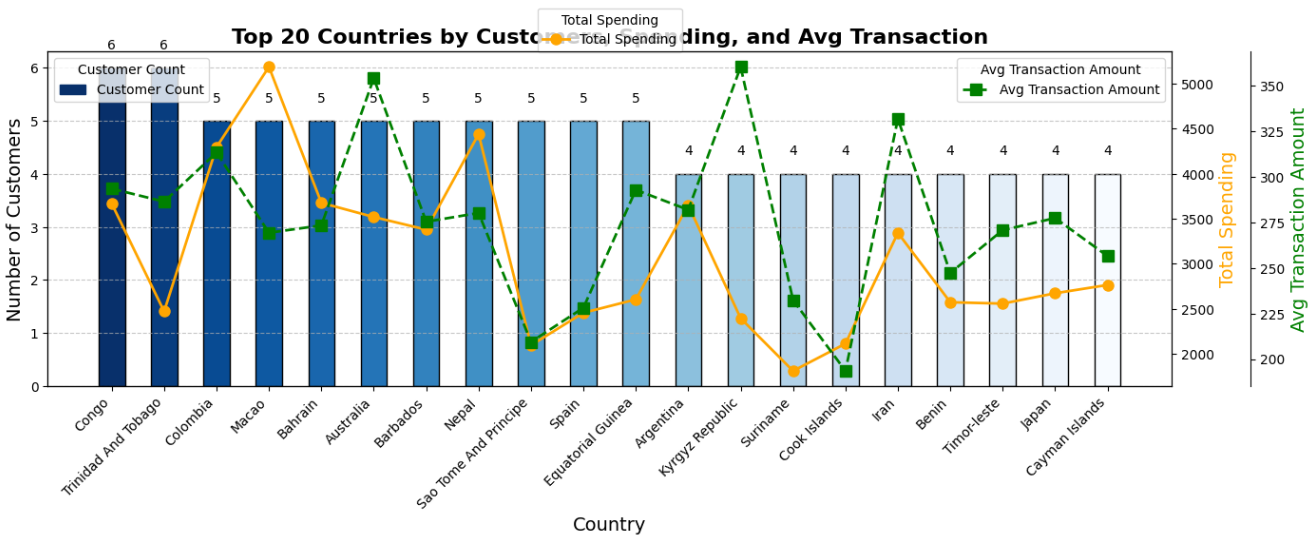 Total Spending
Total Spending
Top 20 Countries by Customers, Spending, and Avg Transaction
Customer Count
Customer Count
Avg Transaction Amount
Avg Transaction Amount
6 6 5 5 5 5 5 5 5 5 5 4 4 4 4 4 4 4 4 4
Number of Customers
6
5
4
3
2
1
0
Total Spending
5000
4500
4000
3500
3000
2500
2000
Avg Transaction Amount
350
325
300
275
250
225
200
Congo
Trinidad And Tobago
Colombia
Macao
Bahrain
Australia
Barbados
Nepal
Sao Tome And Principe
Spain
Equatorial Guinea
Argentina
Kyrgyz Republic
Suriname
Cook Islands
Iran
Benin
Timor-leste
Japan
Cayman Islands
Country